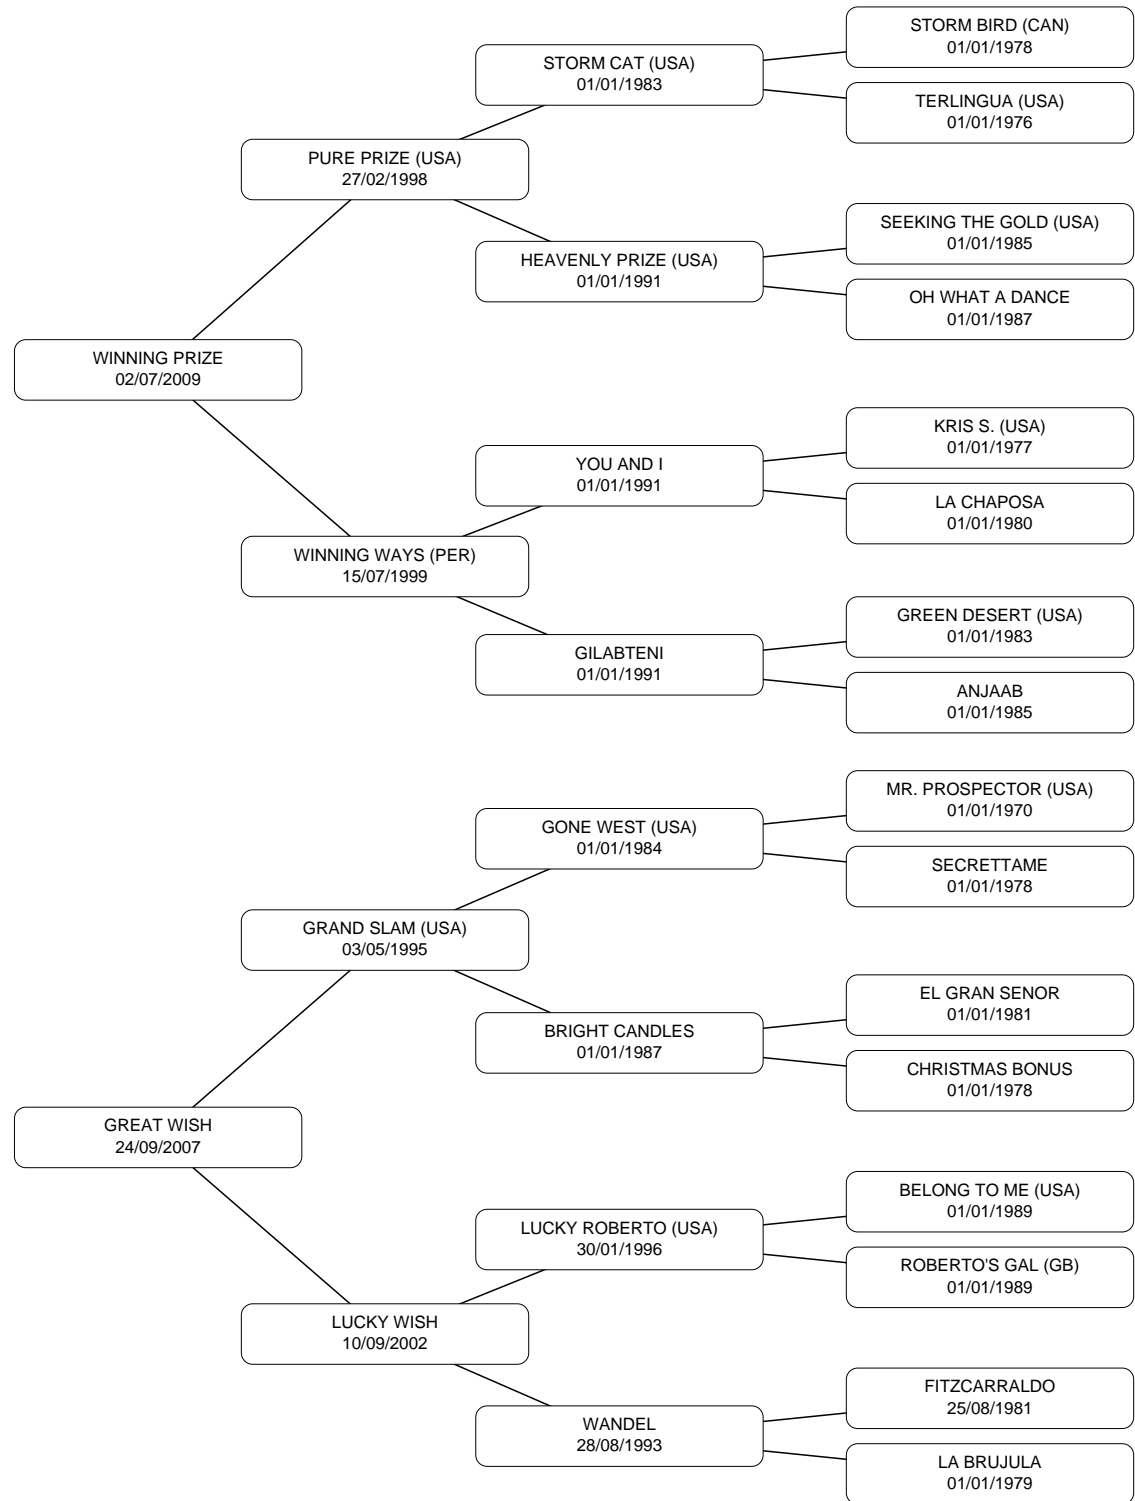 STORM BIRD (CAN)
01/01/1978
STORM CAT (USA)
01/01/1983
TERLINGUA (USA)
01/01/1976
PURE PRIZE (USA)
27/02/1998
SEEKING THE GOLD (USA)
01/01/1985
HEAVENLY PRIZE (USA)
01/01/1991
OH WHAT A DANCE
01/01/1987
WINNING PRIZE
02/07/2009
KRIS S. (USA)
01/01/1977
YOU AND I
01/01/1991
LA CHAPOSA
01/01/1980
WINNING WAYS (PER)
15/07/1999
GREEN DESERT (USA)
01/01/1983
GILABTENI
01/01/1991
ANJAAB
01/01/1985
MR. PROSPECTOR (USA)
01/01/1970
GONE WEST (USA)
01/01/1984
SECRETTAME
01/01/1978
GRAND SLAM (USA)
03/05/1995
EL GRAN SENOR
01/01/1981
BRIGHT CANDLES
01/01/1987
CHRISTMAS BONUS
01/01/1978
GREAT WISH
24/09/2007
BELONG TO ME (USA)
01/01/1989
LUCKY ROBERTO (USA)
30/01/1996
ROBERTO'S GAL (GB)
01/01/1989
LUCKY WISH
10/09/2002
FITZCARRALDO
25/08/1981
WANDEL
28/08/1993
LA BRUJULA
01/01/1979